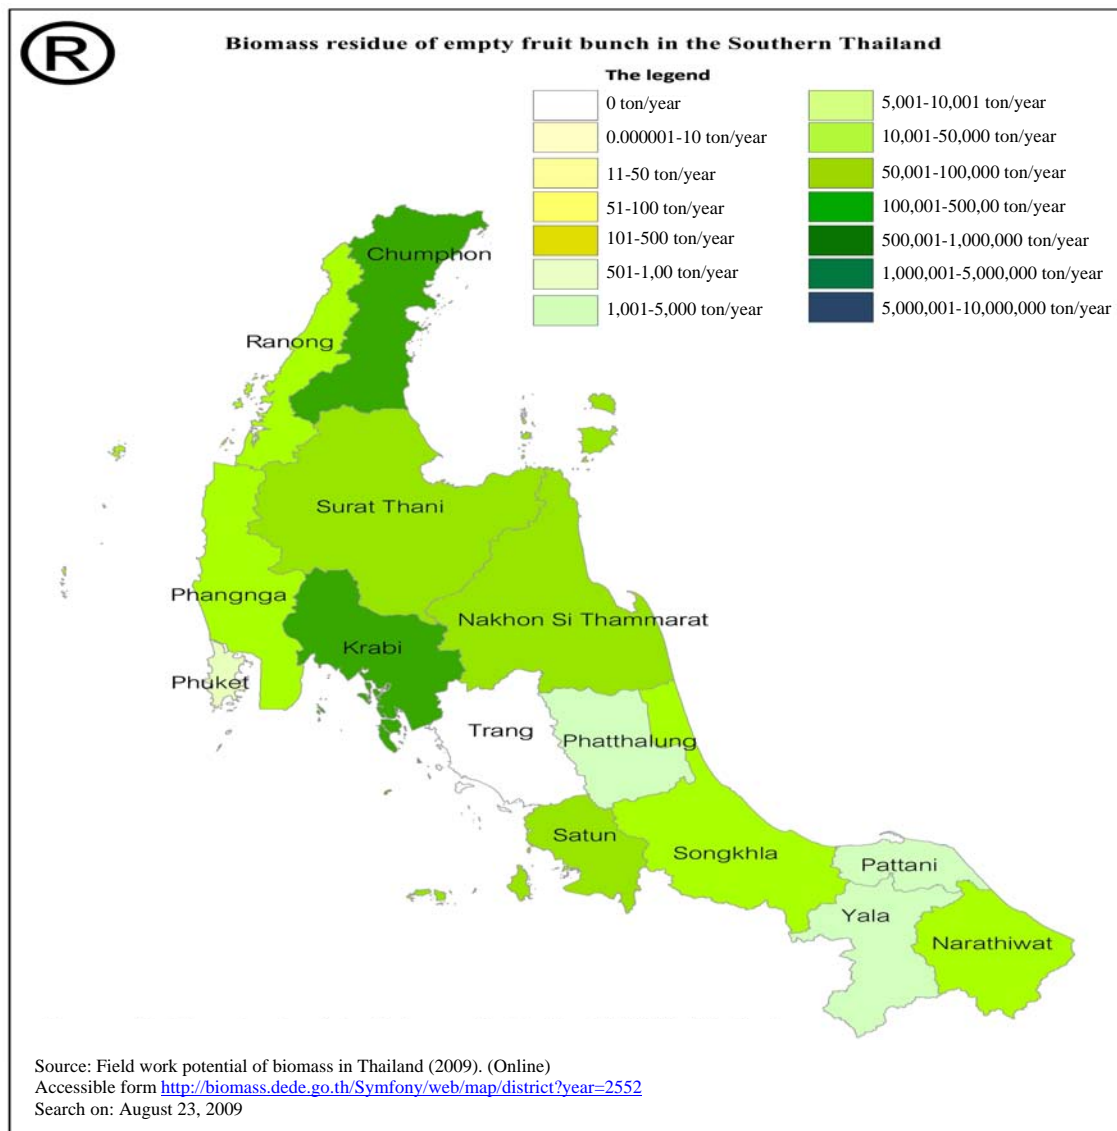 R
Biomass residue of empty fruit bunch in the Southern Thailand
The legend
0 ton/year
0.000001-10 ton/year
11-50 ton/year
51-100 ton/year
101-500 ton/year
501-1,00 ton/year
1,001-5,000 ton/year
5,001-10,001 ton/year
10,001-50,000 ton/year
50,001-100,000 ton/year
100,001-500,00 ton/year
500,001-1,000,000 ton/year
1,000,001-5,000,000 ton/year
5,000,001-10,000,000 ton/year
Chumphon
Ranong
Surat Thani
Phangnga
Nakhon Si Thammarat
Krabi
Phuket
Trang
Phatthalung
Satun
Songkhla
Pattani
Yala
Narathiwat
Source: Field work potential of biomass in Thailand (2009). (Online)
Accessible form http://biomass.dede.go.th/Symfony/web/map/district?year=2552
Search on: August 23, 2009